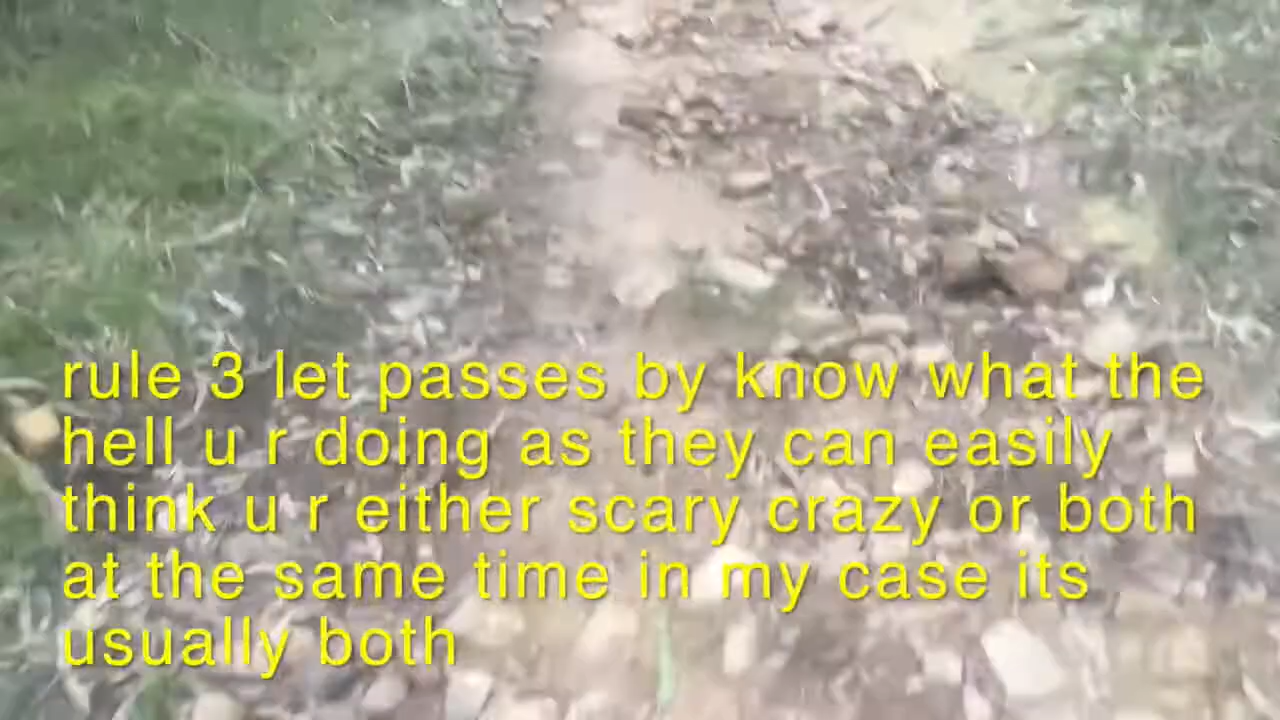 rule 3 let passes by know what the
hell u r doing as they can easily
think u r either scary crazy or both
at the same time in my case its
usually both